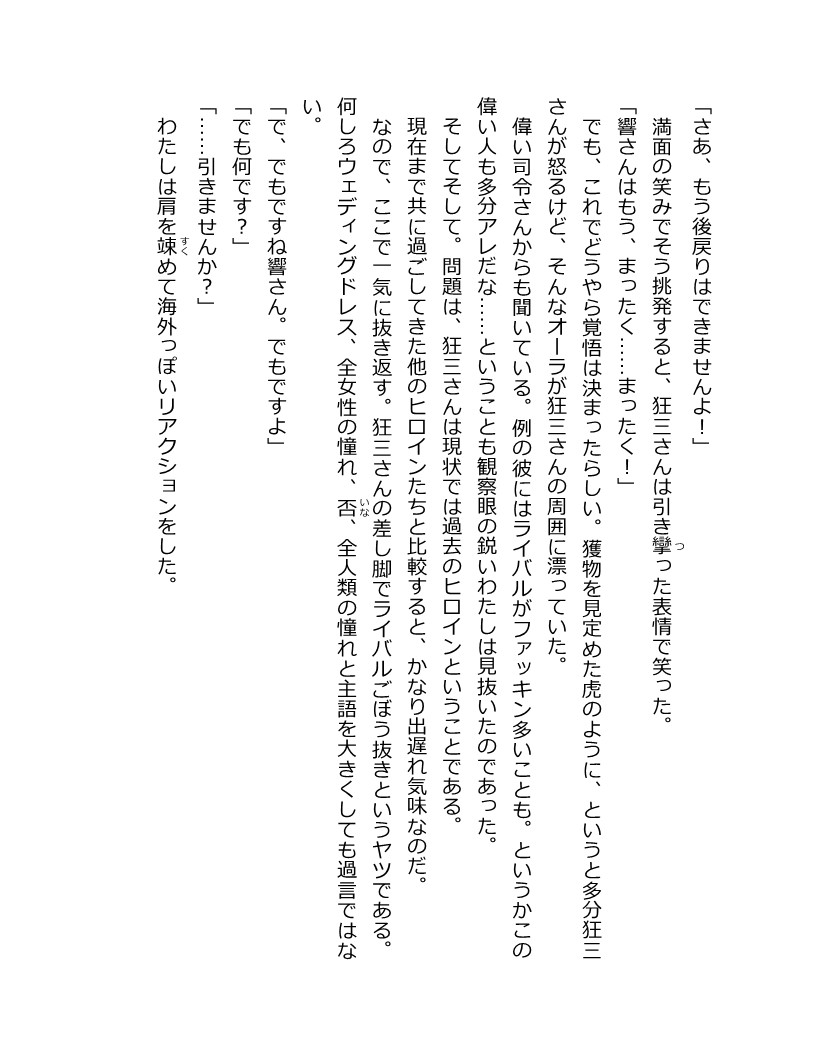 「さあ、もう後戻りはできませんよ！」
満面の笑みでそう挑発すると、狂三さんは引き攣った表情で笑った。
「響さんはもう、まったく……まったく！」
でも、これでどうやら覚悟は決まったらしい。獲物を見定めた虎のように、というと多分狂三
さんが怒るけど、そんなオーラが狂三さんの周囲に漂っていた。
偉い司令さんからも聞いている。例の彼にはライバルがファッキン多いことも。というかこの
偉い人も多分アレだな……ということも観察眼の鋭いわたしは見抜いたのであった。
そしてそして。問題は、狂三さんは現状では過去のヒロインということである。
現在まで共に過ごしてきた他のヒロインたちと比較すると、かなり出遅れ気味なのだ。
なので、ここで一気に抜き返す。狂三さんの差し脚でライバルごぼう抜きというヤツである。
何しろウェディングドレス、全女性の憧れ、否、全人類の憧れと主語を大きくしても過言ではな
い。
「で、でもですね響さん。でもですよ」
「でも何です？」
「……引きませんか？」
わたしは肩を竦めて海外っぽいリアクションをした。
つ
いな
すく